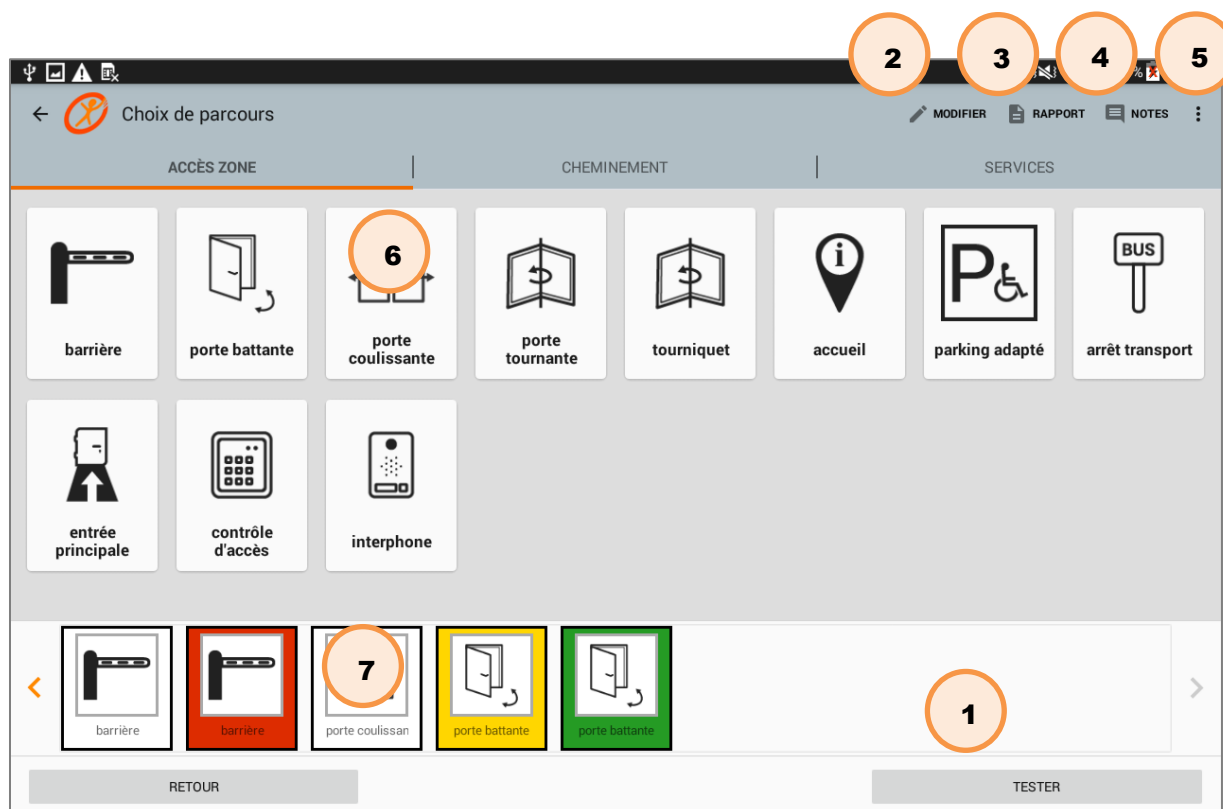 2 3 4 5
%
Choix de parcours
MODIFIER RAPPORT NOTES
ACCÈS ZONE CHEMINEMENT SERVICES
6
i
P
BUS
barrière
porte battante
porte
coulissante
porte
tournante
tourniquet
accueil
parking adapté
arrêt transport
entrée
principale
contrôle
d'accès
interphone
7
1
barrière
barrière
porte coulissan
porte battante
porte battante
RETOUR TESTER